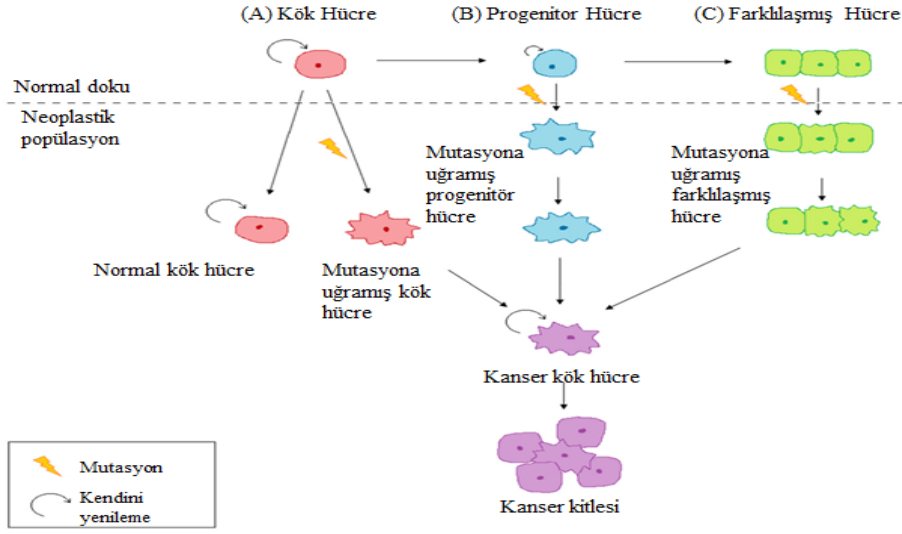 (A) Kök Hücre
(B) Progenitor Hücre
(C) Farklılaşmış Hücre
Normal doku
Neoplastik
popülasyon
Mutasyona
uğramış
progenitör
hücre
Mutasyona
uğramış
farklılaşmış
hücre
Normal kök hücre
Mutasyona
uğramış kök
hücre
Kanser kök hücre
Kanser kitlesi
Mutasyon
Kendini
yenileme